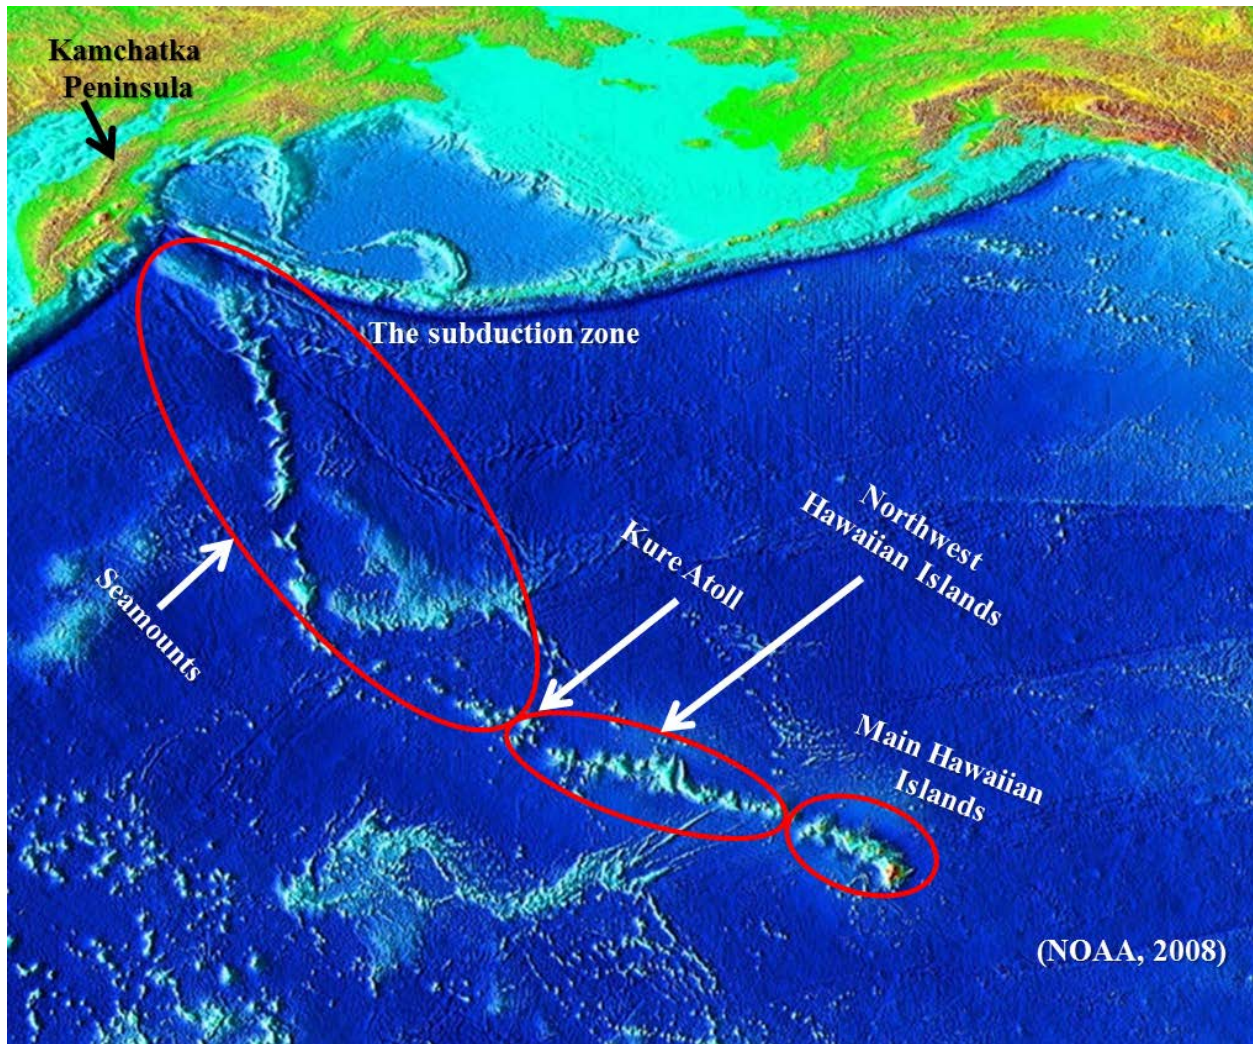 Kamchatka
Peninsula
The subduction zone
Seamounts
Kure Atoll
Northwest
Hawaiian Islands
Main Hawaiian
Islands
(NOAA, 2008)